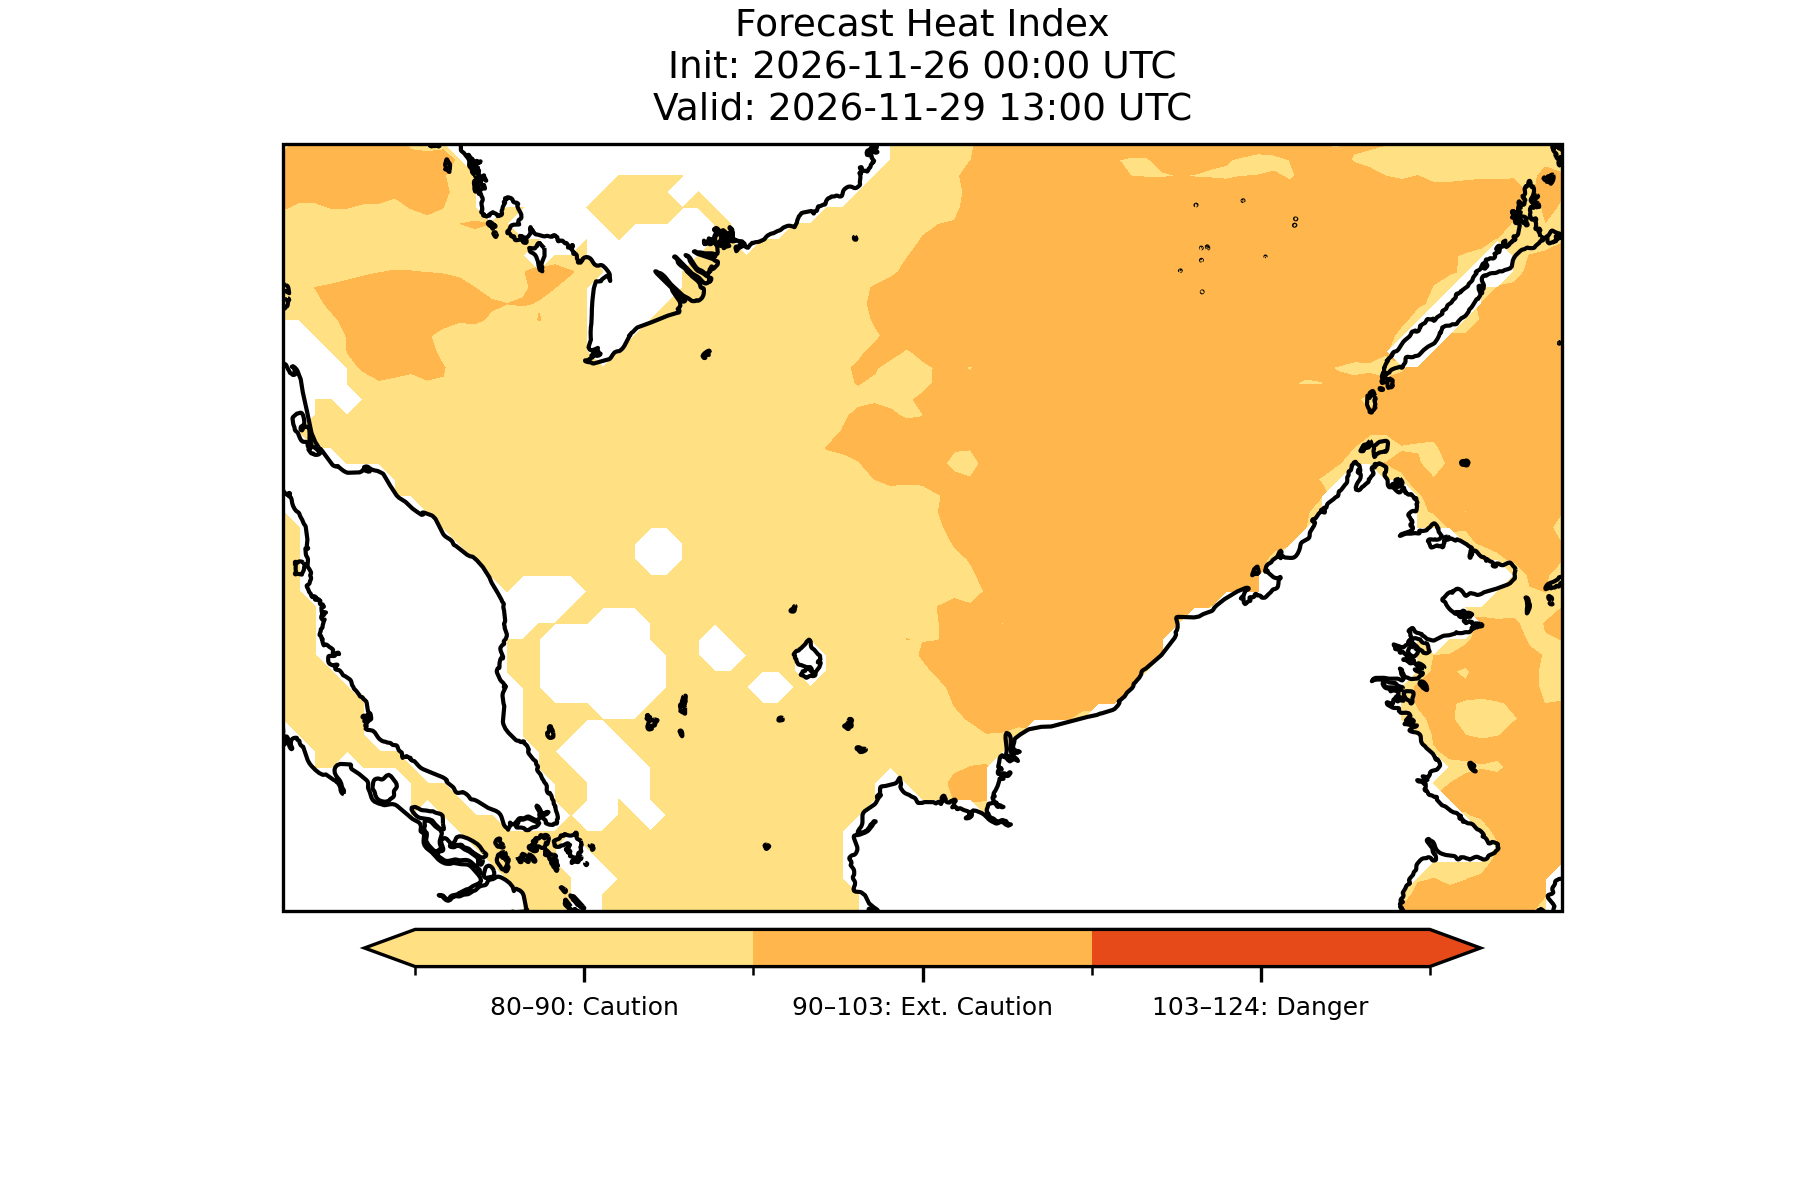 Forecast Heat Index
Init: 2026-11-26 00:00 UTC
Valid: 2026-11-29 13:00 UTC
80–90: Caution
90–103: Ext. Caution
103–124: Danger